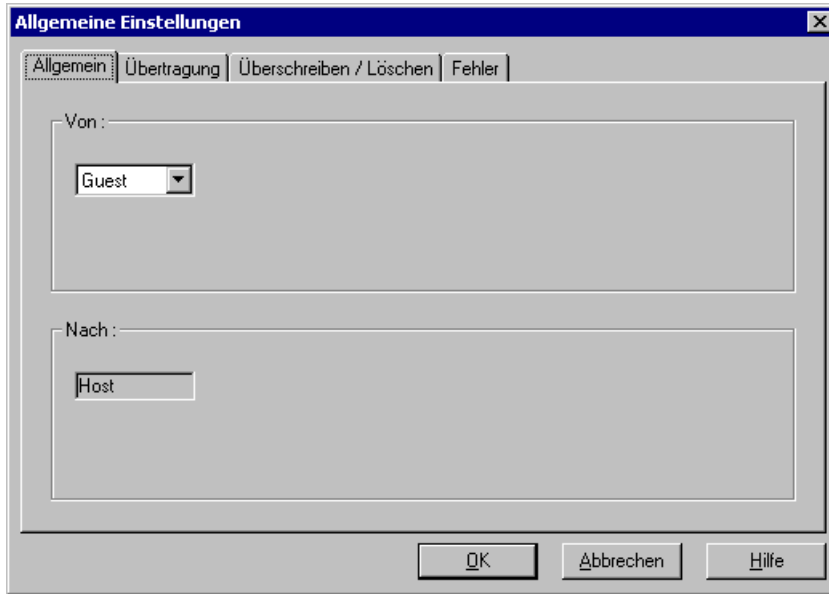 Allgemeine Einstellungen
Allgemein Übertragung Überschreiben / Löschen Fehler
Von :
Guest
Nach :
Host
OK Abbrechen Hilfe